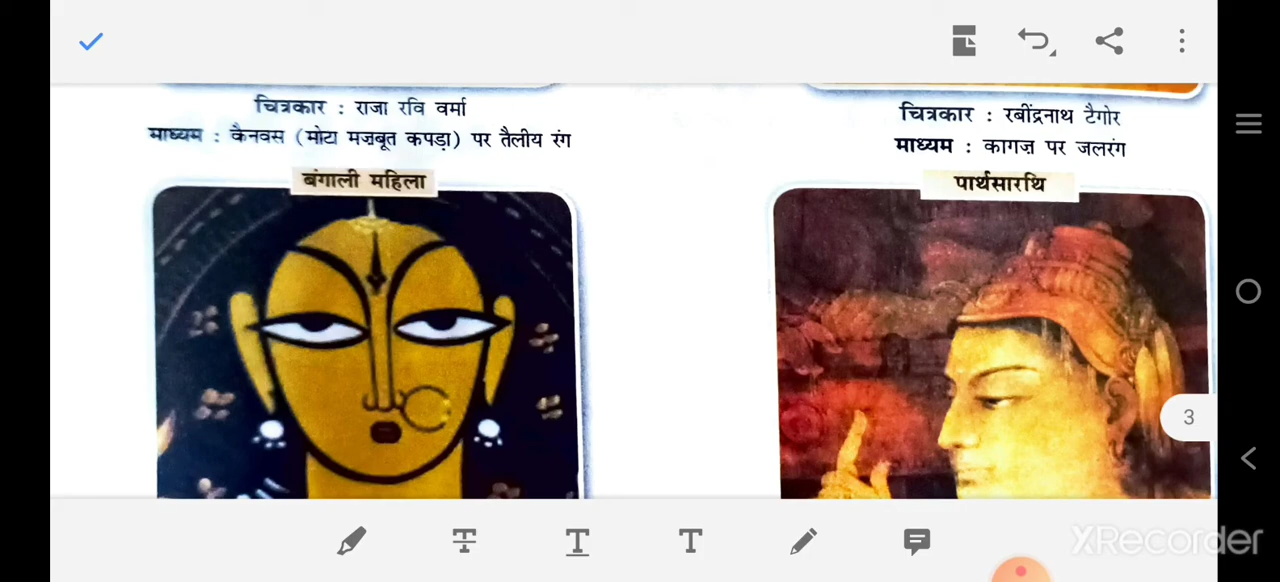 चित्रकार : राजा रवि वर्मा
माध्यम : कैनवस (मोटा मज़बूत कपड़ा) पर तैलीय रंग
बंगाली महिला
चित्रकार : रबींद्रनाथ टैगोर
माध्यम : कागज़ पर जलरंग
पार्थसारथि
3
T
T
T
XRecorder